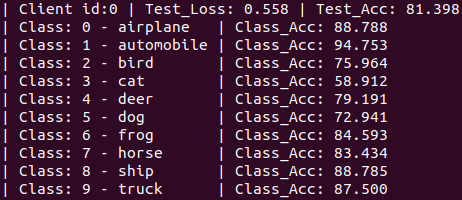 | Client id:0 | Test_Loss: 0.558 | Test_Acc: 81.398
| Class: 0 - airplane   | Class_Acc: 88.788
| Class: 1 - automobile | Class_Acc: 94.753
| Class: 2 - bird       | Class_Acc: 75.964
| Class: 3 - cat        | Class_Acc: 58.912
| Class: 4 - deer       | Class_Acc: 79.191
| Class: 5 - dog        | Class_Acc: 72.941
| Class: 6 - frog       | Class_Acc: 84.593
| Class: 7 - horse      | Class_Acc: 83.434
| Class: 8 - ship       | Class_Acc: 88.785
| Class: 9 - truck      | Class_Acc: 87.500